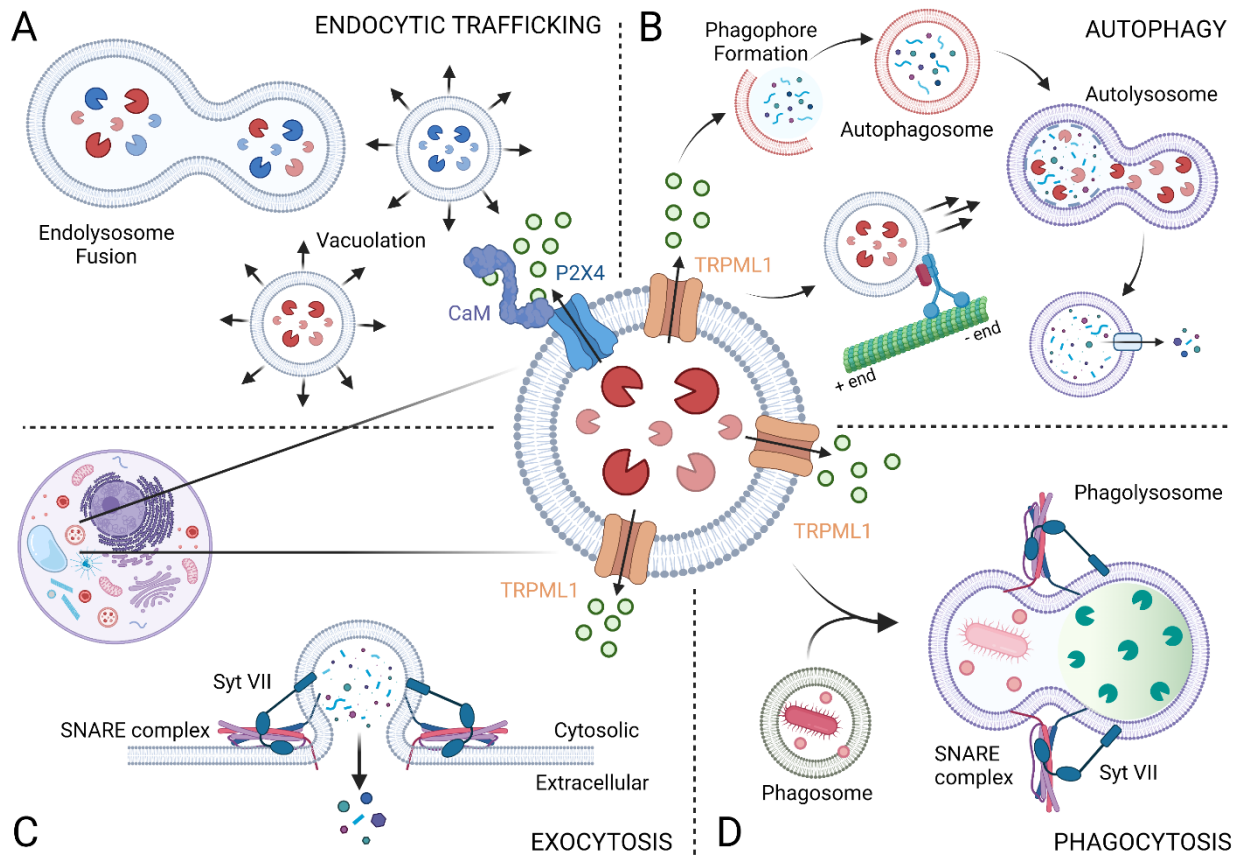 A
ENDOCYTIC TRAFFICKING
Endolysosome
Fusion
Vacuolation
CaM
P2X4
B
AUTOPHAGY
Phagophore
Formation
Autophagosome
Autolysosome
TRPML1
+ end
- end
TRPML1
TRPML1
Syt VII
SNARE complex
Cytosolic
Extracellular
C
EXOCYTOSIS
Phagolysosome
Phagosome
SNARE
complex
Syt VII
D
PHAGOCYTOSIS